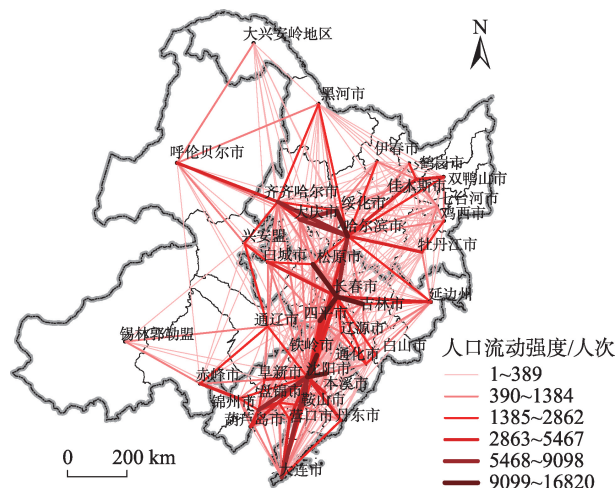 大兴安岭地区
N
黑河市
呼伦贝尔市
伊春市
鹤岗市
齐齐哈尔市
佳木斯市
双鸭山市
绥化市
七台河市
大庆市
鸡西市
哈尔滨市
兴安盟
牡丹江市
白城市
松原市
长春市
吉林市
延边州
四平市
通辽市
辽源市
锡林郭勒盟
铁岭市
通化市
白山市
人口流动强度/人次
赤峰市
阜新市
沈阳市
本溪市
1~389
盘锦市
鞍山市
390~1384
锦州市
葫芦岛市
营口市
丹东市
1385~2862
2863~5467
0 200 km
大连市
5468~9098
9099~16820